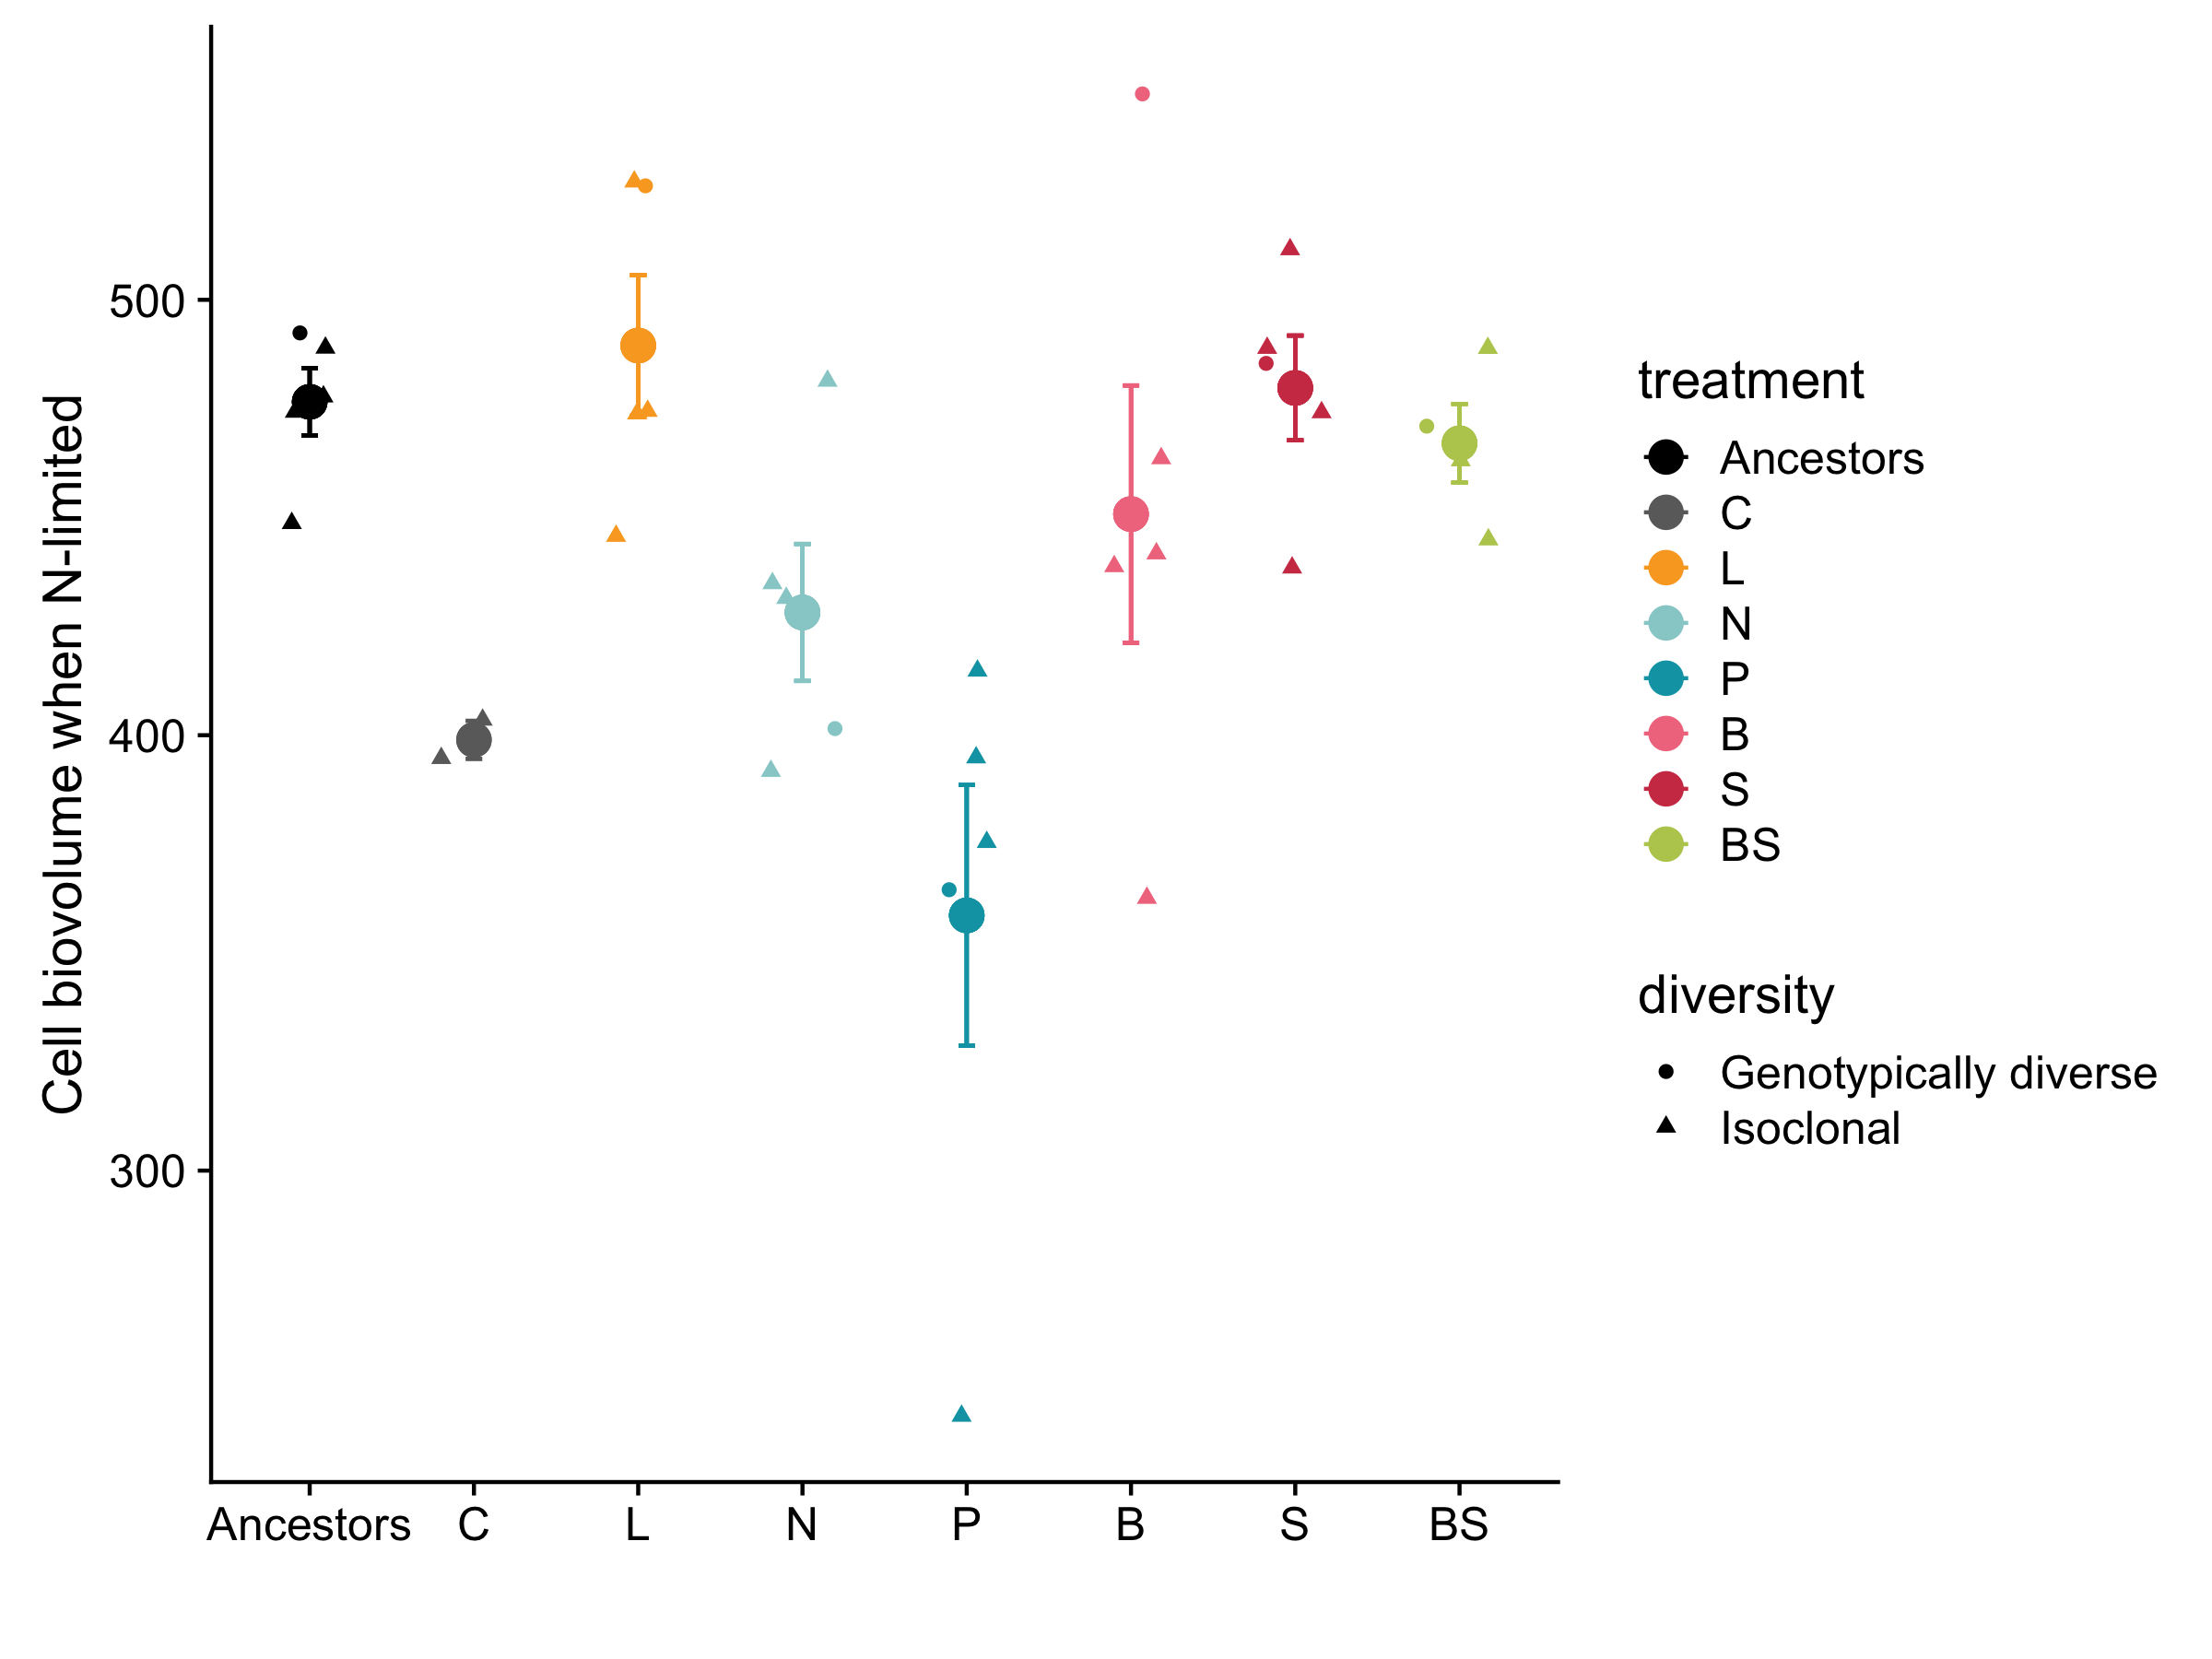 Cell biovolume when N-limited
500
400
300
Ancestors C L N P B S BS
treatment
Ancestors
C
L
N
P
B
S
BS
diversity
Genotypically diverse
Isoclonal